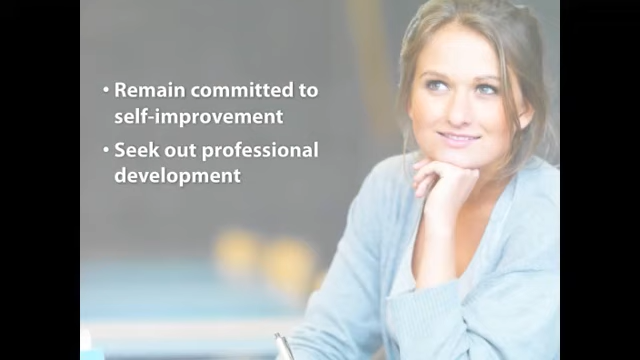 • Remain committed to
self-improvement
• Seek out professional
development